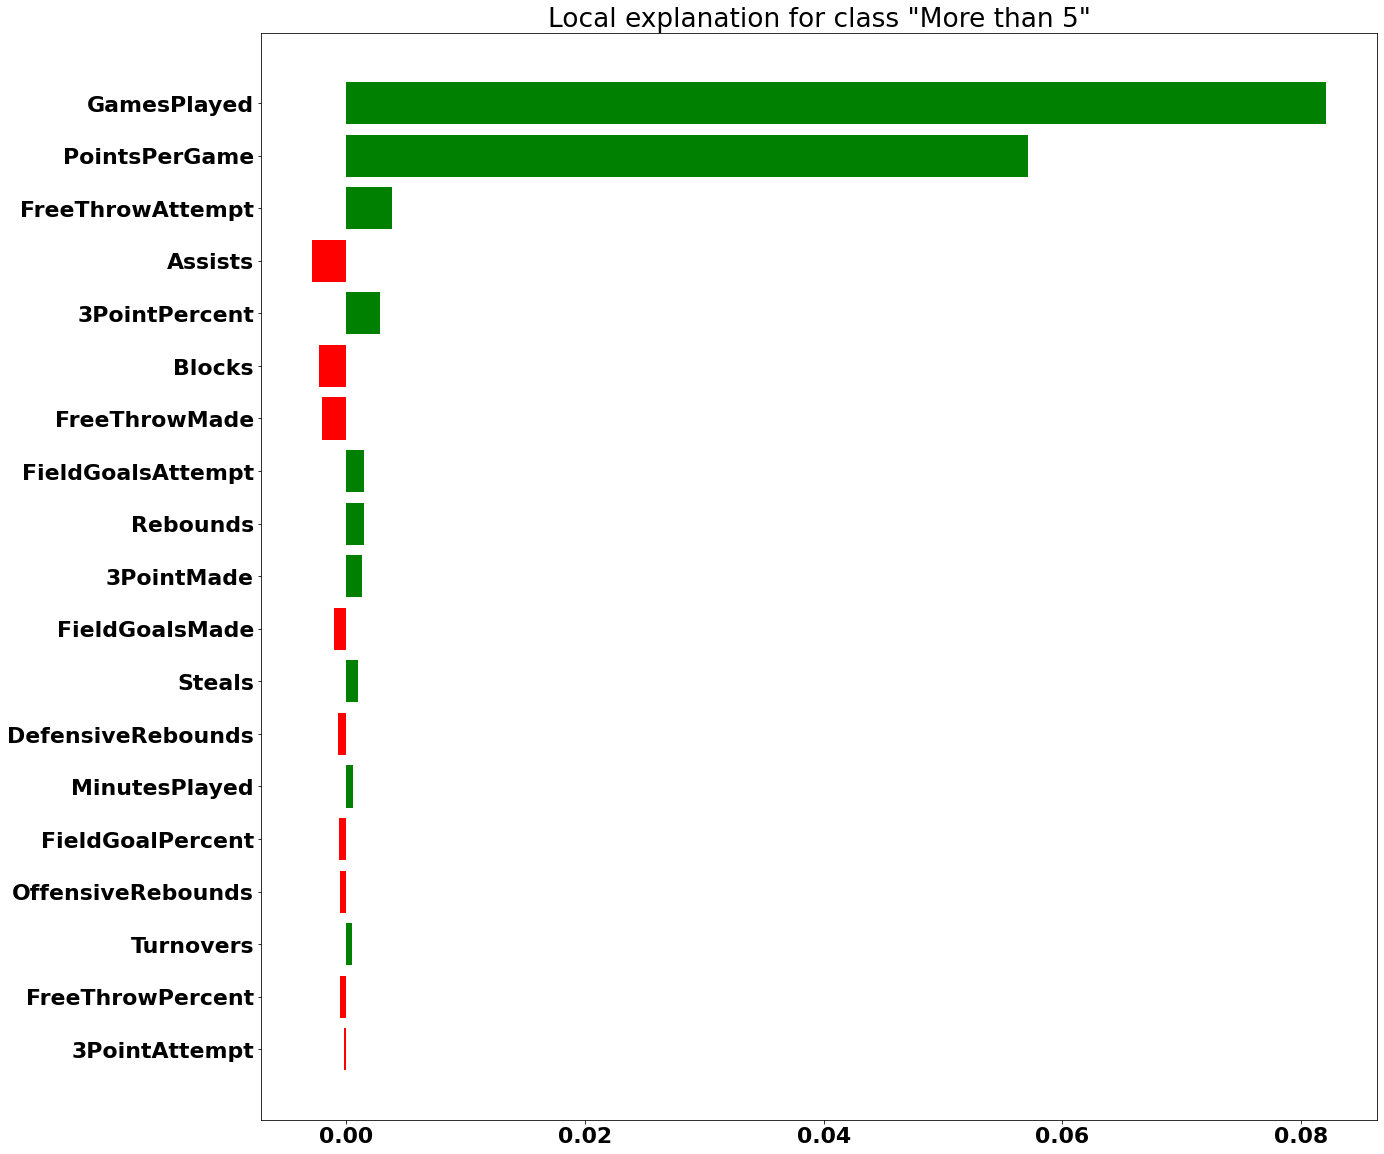 Local explanation for class "More than 5"
GamesPlayed
PointsPerGame
FreeThrowAttempt
Assists
3PointPercent
Blocks
FreeThrowMade
FieldGoalsAttempt
Rebounds
3PointMade
FieldGoalsMade
Steals
DefensiveRebounds
MinutesPlayed
FieldGoalPercent
OffensiveRebounds
Turnovers
FreeThrowPercent
3PointAttempt
0.00 0.02 0.04 0.06 0.08